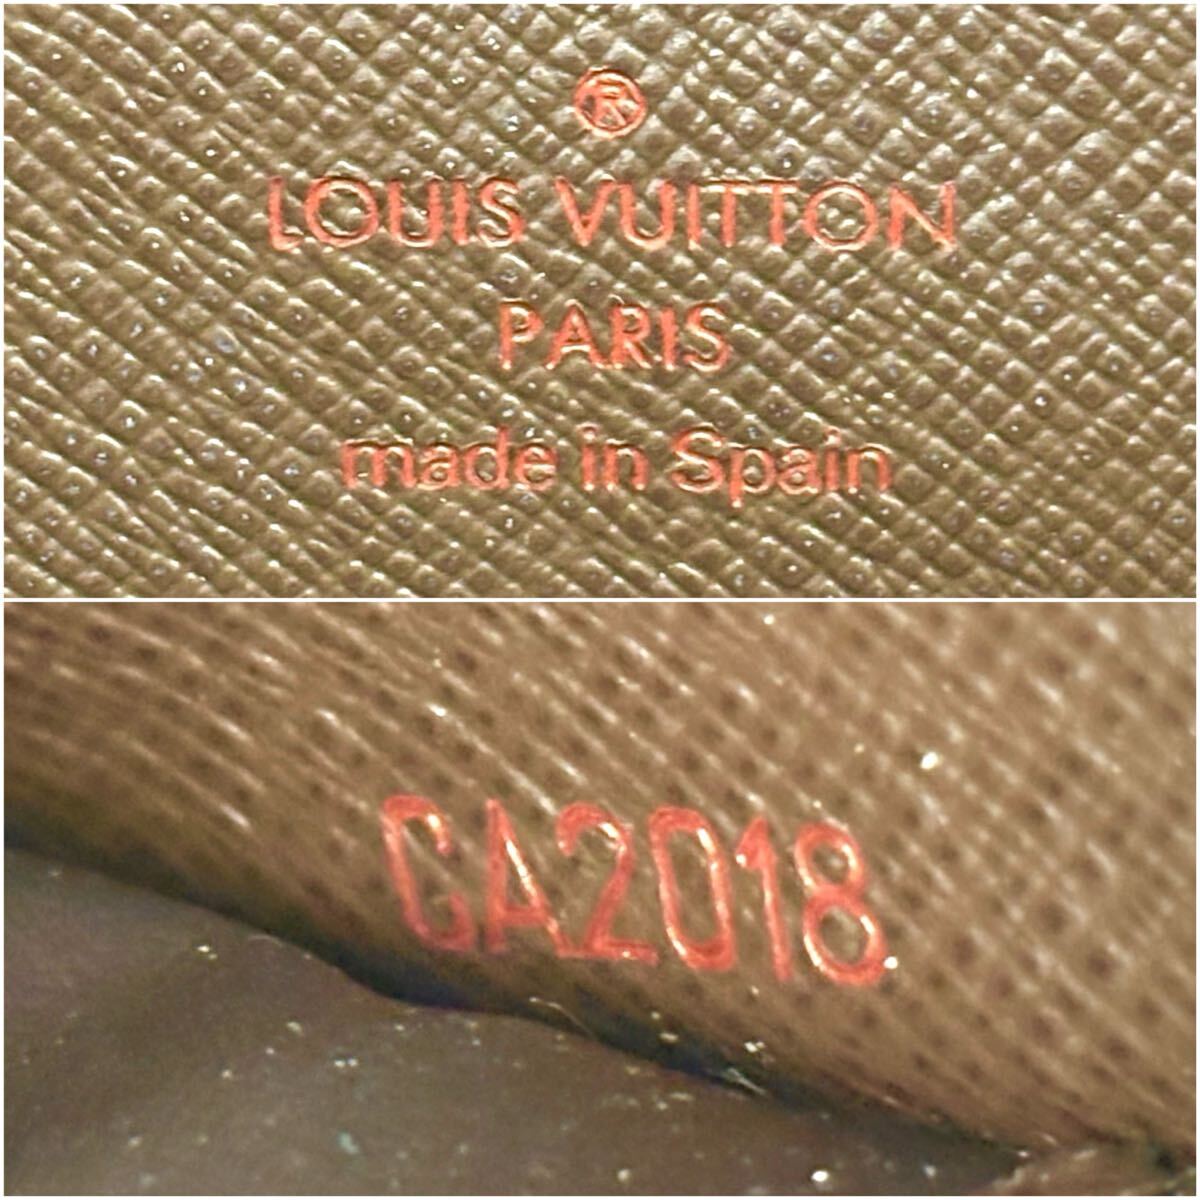 ®
LOUIS VUITTON
PARIS
made in Spain
CA2018